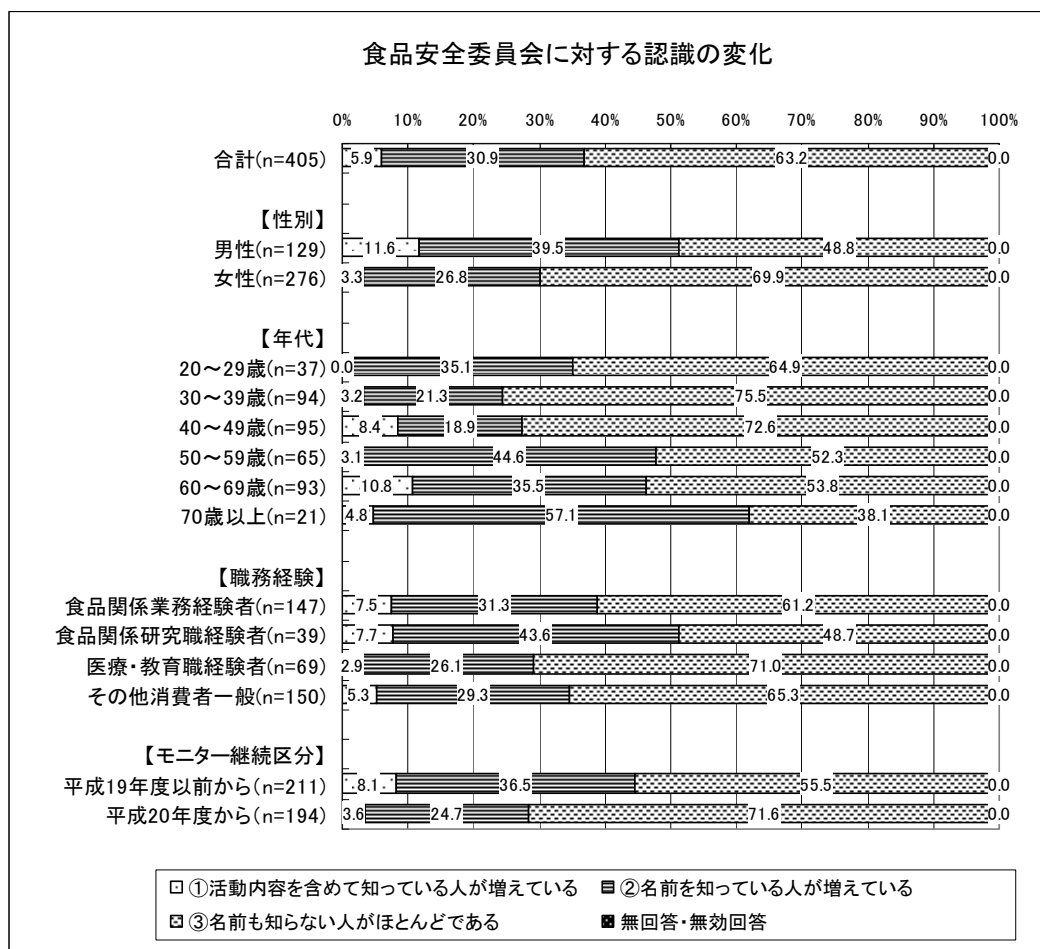 食品安全委員会に対する認識の変化
0% 10% 20% 30% 40% 50% 60% 70% 80% 90% 100%
合計(n=405) 5.9 30.9 63.2 0.0
【性別】
男性(n=129) 11.6 39.5 48.8 0.0
女性(n=276) 3.3 26.8 69.9 0.0
【年代】
20～29歳(n=37) 0.0 35.1 64.9 0.0
30～39歳(n=94) 3.2 21.3 75.5 0.0
40～49歳(n=95) 8.4 18.9 72.6 0.0
50～59歳(n=65) 3.1 44.6 52.3 0.0
60～69歳(n=93) 10.8 35.5 53.8 0.0
70歳以上(n=21) 4.8 57.1 38.1 0.0
【職務経験】
食品関係業務経験者(n=147) 7.5 31.3 61.2 0.0
食品関係研究職経験者(n=39) 7.7 43.6 48.7 0.0
医療・教育職経験者(n=69) 2.9 26.1 71.0 0.0
その他消費者一般(n=150) 5.3 29.3 65.3 0.0
【モニター継続区分】
平成19年度以前から(n=211) 8.1 36.5 55.5 0.0
平成20年度から(n=194) 3.6 24.7 71.6 0.0
①活動内容を含めて知っている人が増えている ②名前を知っている人が増えている
③名前も知らない人がほとんどである 無回答・無効回答